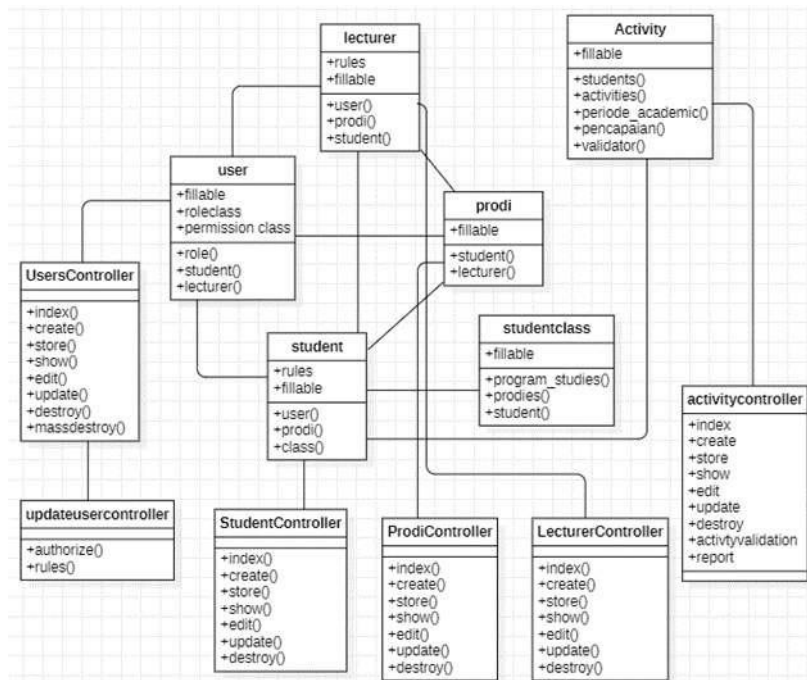 lecturer
+rules
+fillable
+user()
+prodi()
+student()
Activity
+fillable
+students()
+activities()
+periode_academic()
+pencapaian()
+validator()
user
+fillable
+roleclass
+permission class
+role()
+student()
+lecturer()
prodi
+fillable
+student()
+lecturer()
UsersController
+index()
+create()
+store()
+show()
+edit()
+update()
+destroy()
+massdestroy()
student
+rules
+fillable
+user()
+prodi()
+class()
studentclass
+fillable
+program_studies()
+prodies()
+student()
activitycontroller
+index
+create
+store
+show
+edit
+update
+destroy
+activtyvalidation
+report
updateusercontroller
+authorize()
+rules()
StudentController
+index()
+create()
+store()
+show()
+edit()
+update()
+destroy()
ProdiController
+index()
+create()
+store()
+show()
+edit()
+update()
+destroy()
LecturerController
+index()
+create()
+store()
+show()
+edit()
+update()
+destroy()